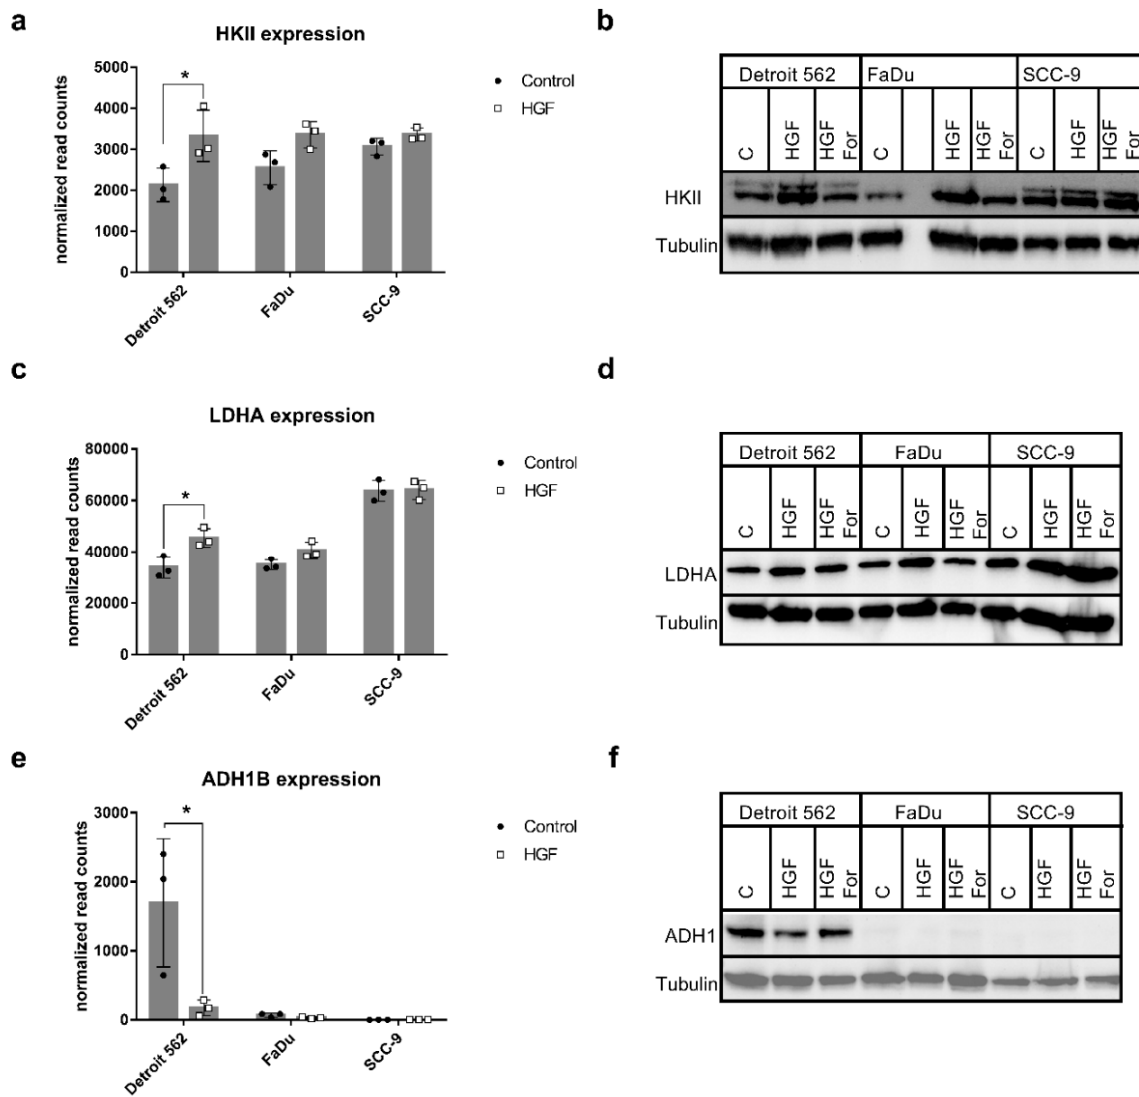 a
HKII expression
normalized read counts
5000
4000
3000
2000
1000
0
*
Control
HGF
Detroit 562
FaDu
SCC-9
b
Detroit 562 FaDu SCC-9
C HGF HGF For C HGF HGF For C HGF HGF For
HKII
Tubulin
c
LDHA expression
normalized read counts
80000
60000
40000
20000
0
*
Control
HGF
Detroit 562
FaDu
SCC-9
d
Detroit 562 FaDu SCC-9
C HGF HGF For C HGF HGF For C HGF HGF For
LDHA
Tubulin
e
ADH1B expression
normalized read counts
3000
2000
1000
0
*
Control
HGF
Detroit 562
FaDu
SCC-9
f
Detroit 562 FaDu SCC-9
C HGF HGF For C HGF HGF For C HGF HGF For
ADH1
Tubulin